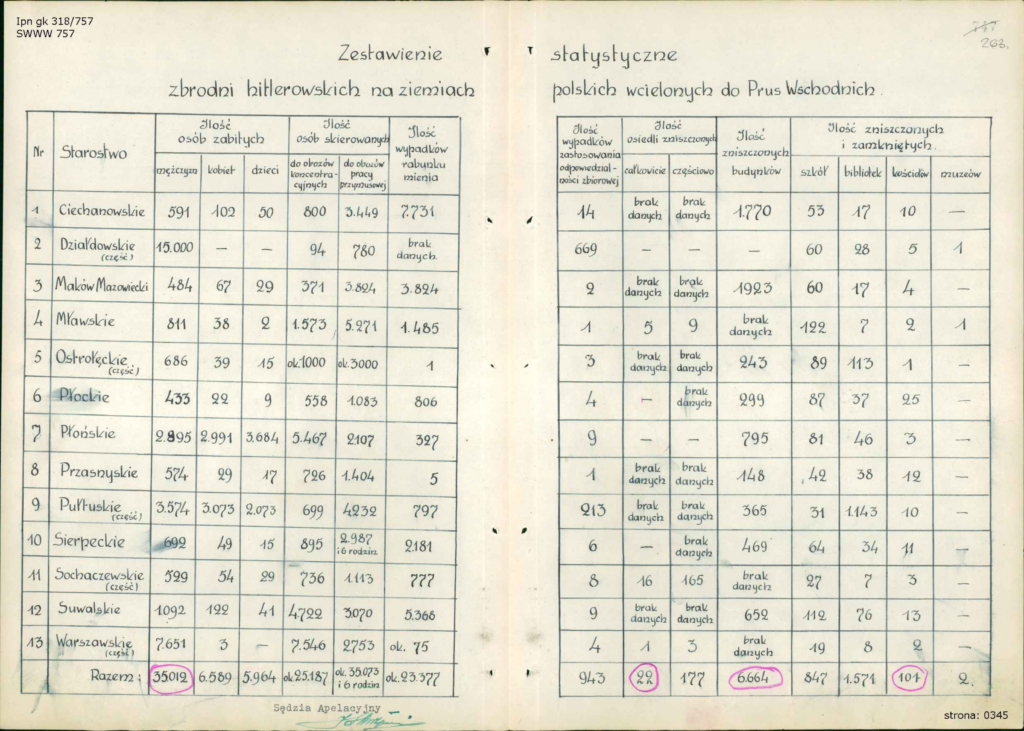 Ipn gk 318/757
SWWW 757
263.
Zestawienie statystyczne
zbrodni hitlerowskich na ziemiach polskich wcielonych do Prus Wschodnich.
Nr Starostwo Ilość osób zabitych Ilość osób skierowanych Ilość wypadków rabunku mienia Ilość wypadków zastosowania odpowiedzialności zbiorowej Ilość osiedli zniszczonych Ilość zniszczonych budynków Ilość zniszczonych i zamkniętych.
mężczyzn kobiet dzieci do obozów koncentracyjnych do obozów pracy przymusowej całkowicie częściowo szkół bibliotek kościołów muzeów
1 Ciechanowskie 591 102 50 800 3.449 7.731 14 brak danych brak danych 1.770 53 17 10 —
2 Działdowskie (część) 15.000 — — 94 780 brak danych. 669 — — — 60 28 5 1
3 Maków Mazowiecki 484 67 29 371 3.824 3.824 2 brak danych brak danych 1923 60 17 4 —
4 Mławskie 811 38 2 1.573 5.271 1.485 1 5 9 brak danych 122 7 2 1
5 Ostrołęckie (część) 686 39 15 ok.1000 ok.3000 1 3 brak danych brak danych 243 89 113 1 —
6 Płockie 433 22 9 558 1.083 806 4 — brak danych 299 87 37 25 —
7 Płońskie 2.895 2.991 3.684 5.467 2.107 327 9 — — 795 81 46 3 —
8 Przasnyskie 574 29 17 726 1.404 5 1 brak danych brak danych 148 42 38 12 —
9 Pułtuskie (część) 3.574 3.073 2.073 699 4232 797 213 brak danych brak danych 365 31 1.143 10 —
10 Sierpeckie 692 49 15 895 2.987 i 6 rodzin 2.181 6 — brak danych 469 64 34 11 —
11 Sochaczewskie (część) 529 54 29 736 1.113 777 8 16 165 brak danych 27 7 3 —
12 Suwalskie 1092 122 41 4722 3.070 5.368 9 brak danych brak danych 652 112 76 13 —
13 Warszawskie (część) 7.651 3 — 7.546 2753 ok. 75 4 1 3 brak danych 19 8 2 —
Razem: 35012 6.589 5.964 ok 25.187 ok. 35.073 i 6 rodzin ok. 23.377 943 22 177 6.664 847 1.571 101 2.
Sędzia Apelacyjny
strona: 0345